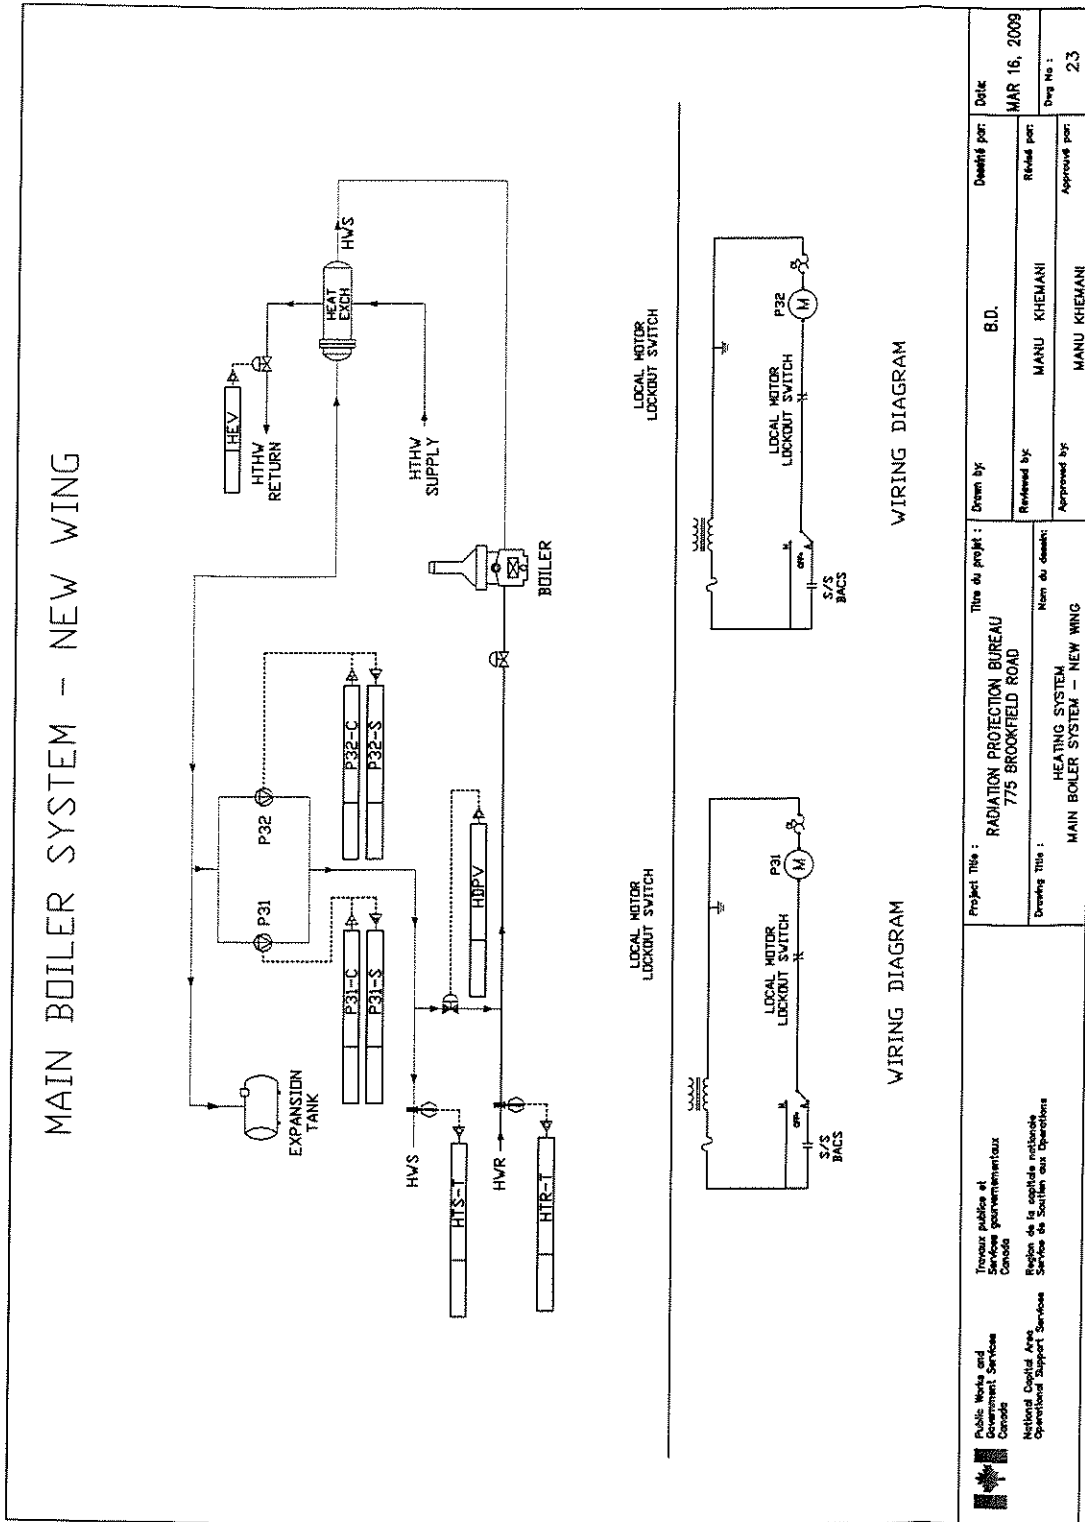 MAIN BOILER SYSTEM - NEW WING
EXPANSION
TANK
P31
P32
P31-C
P31-S
P32-C
P32-S
HEV
HTHW
RETURN
HEAT
EXCH
HWS
HTHW
SUPPLY
HWS
HTS-T
HWR
HTR-T
HDPV
BOILER
LOCAL MOTOR
LOCKOUT SWITCH
LOCAL MOTOR
LOCKOUT SWITCH
S/S
BACS
OFF
H
A
LOCAL MOTOR
LOCKOUT SWITCH
P31
M
WIRING DIAGRAM
S/S
BACS
OFF
H
A
LOCAL MOTOR
LOCKOUT SWITCH
P32
M
WIRING DIAGRAM
Public Works and
Government Services
Canada
Travaux publics et
Services gouvernementaux
Canada
National Capital Area
Operational Support Services
Region de la capitale nationale
Service de Soutien aux Operations
Project Title :
Titre du projet :
RADIATION PROTECTION BUREAU
775 BROOKFIELD ROAD
Drawing Title :
Nom du dessin:
HEATING SYSTEM
MAIN BOILER SYSTEM - NEW WING
Drawn by:
Dessiné par:
B.D.
Reviewed by:
Révisé par:
MANU KHEMANI
Approved by:
Approuvé par:
MANU KHEMANI
Date:
MAR 16, 2009
Dwg No :
23